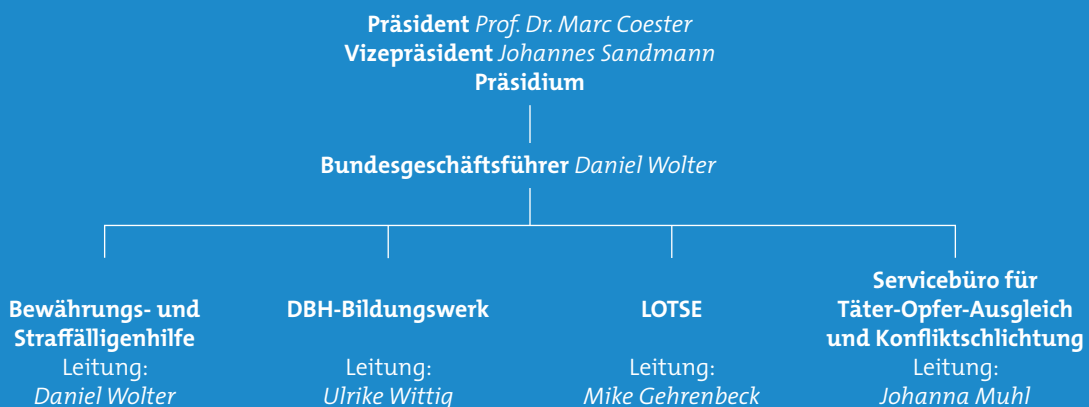 Präsident Prof. Dr. Marc Coester
Vizepräsident Johannes Sandmann
Präsidium
Bundesgeschäftsführer Daniel Wolter
Bewährungs- und
Straffälligenhilfe
Leitung:
Daniel Wolter
DBH-Bildungswerk
Leitung:
Ulrike Wittig
LOTSE
Leitung:
Mike Gehrenbeck
Servicebüro für
Täter-Opfer-Ausgleich
und Konfliktschlichtung
Leitung:
Johanna Muhl